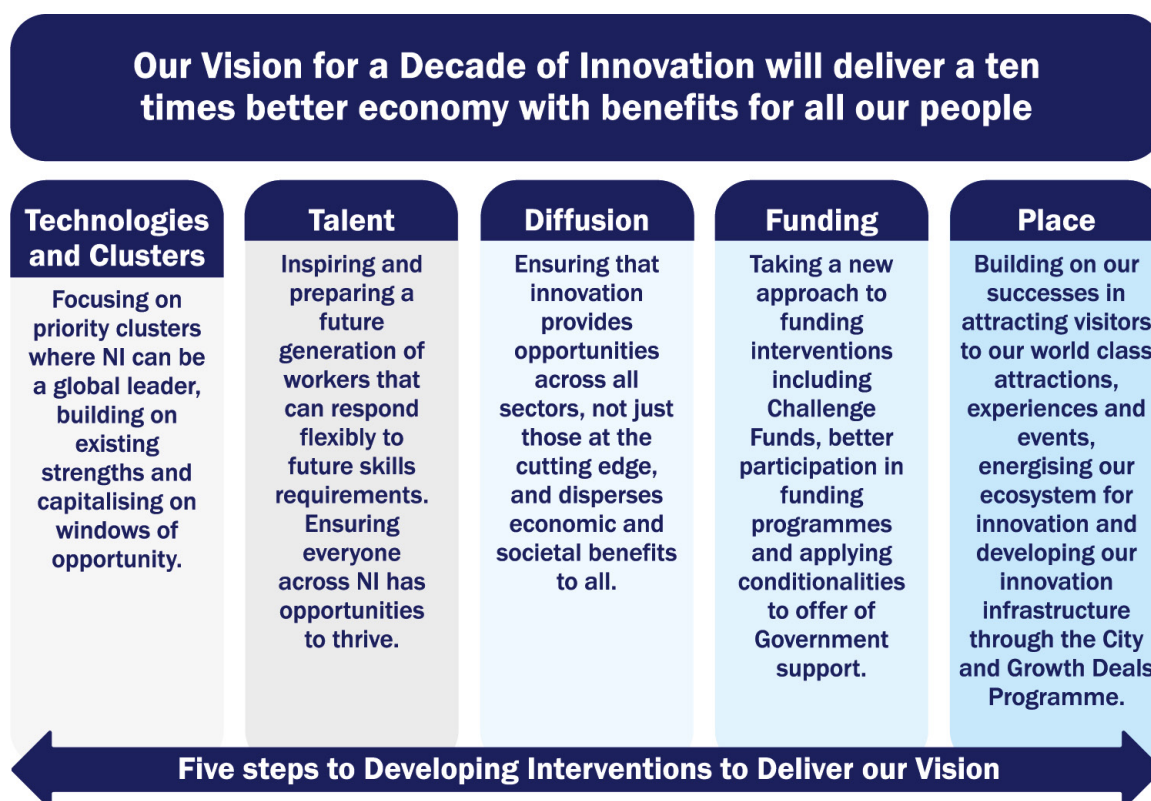 Our Vision for a Decade of Innovation will deliver a ten
times better economy with benefits for all our people
Technologies
and Clusters
Focusing on
priority clusters
where NI can be
a global leader,
building on
existing
strengths and
capitalising on
windows of
opportunity.
Talent
Inspiring and
preparing a
future
generation of
workers that
can respond
flexibly to
future skills
requirements.
Ensuring
everyone
across NI has
opportunities
to thrive.
Diffusion
Ensuring that
innovation
provides
opportunities
across all
sectors, not just
those at the
cutting edge,
and disperses
economic and
societal benefits
to all.
Funding
Taking a new
approach to
funding
interventions
including
Challenge
Funds, better
participation in
funding
programmes
and applying
conditionalities
to offer of
Government
support.
Place
Building on our
successes in
attracting visitors
to our world class
attractions,
experiences and
events,
energising our
ecosystem for
innovation and
developing our
innovation
infrastructure
through the City
and Growth Deals
Programme.
Five steps to Developing Interventions to Deliver our Vision